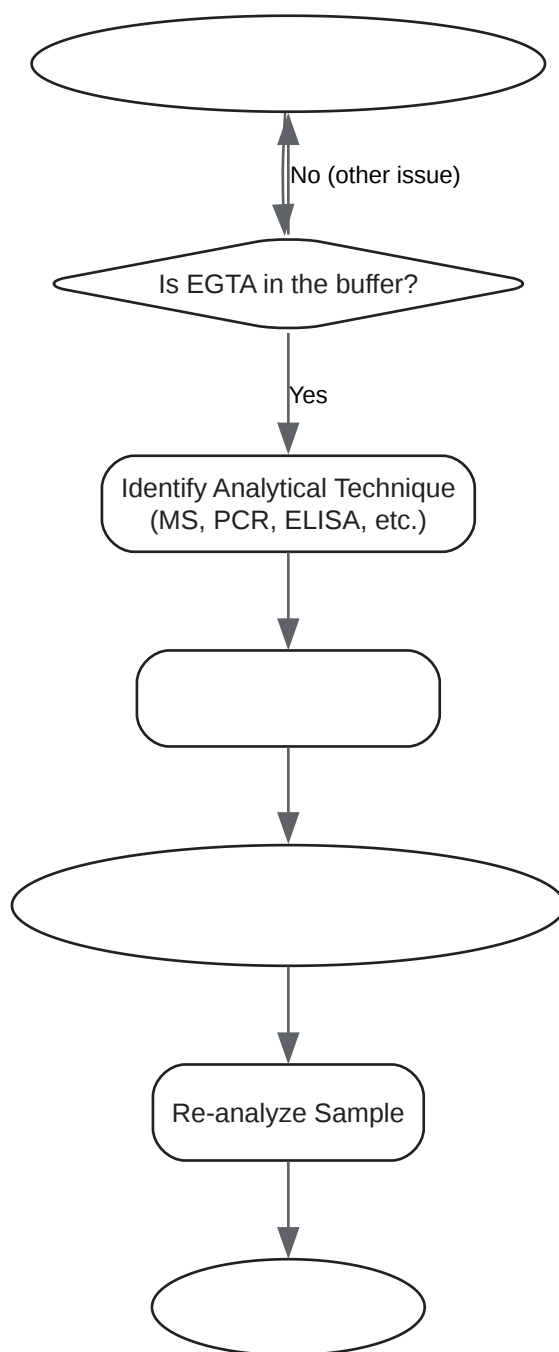 No (other issue)
Is EGTA in the buffer?
Yes
Identify Analytical Technique
(MS, PCR, ELISA, etc.)
Re-analyze Sample